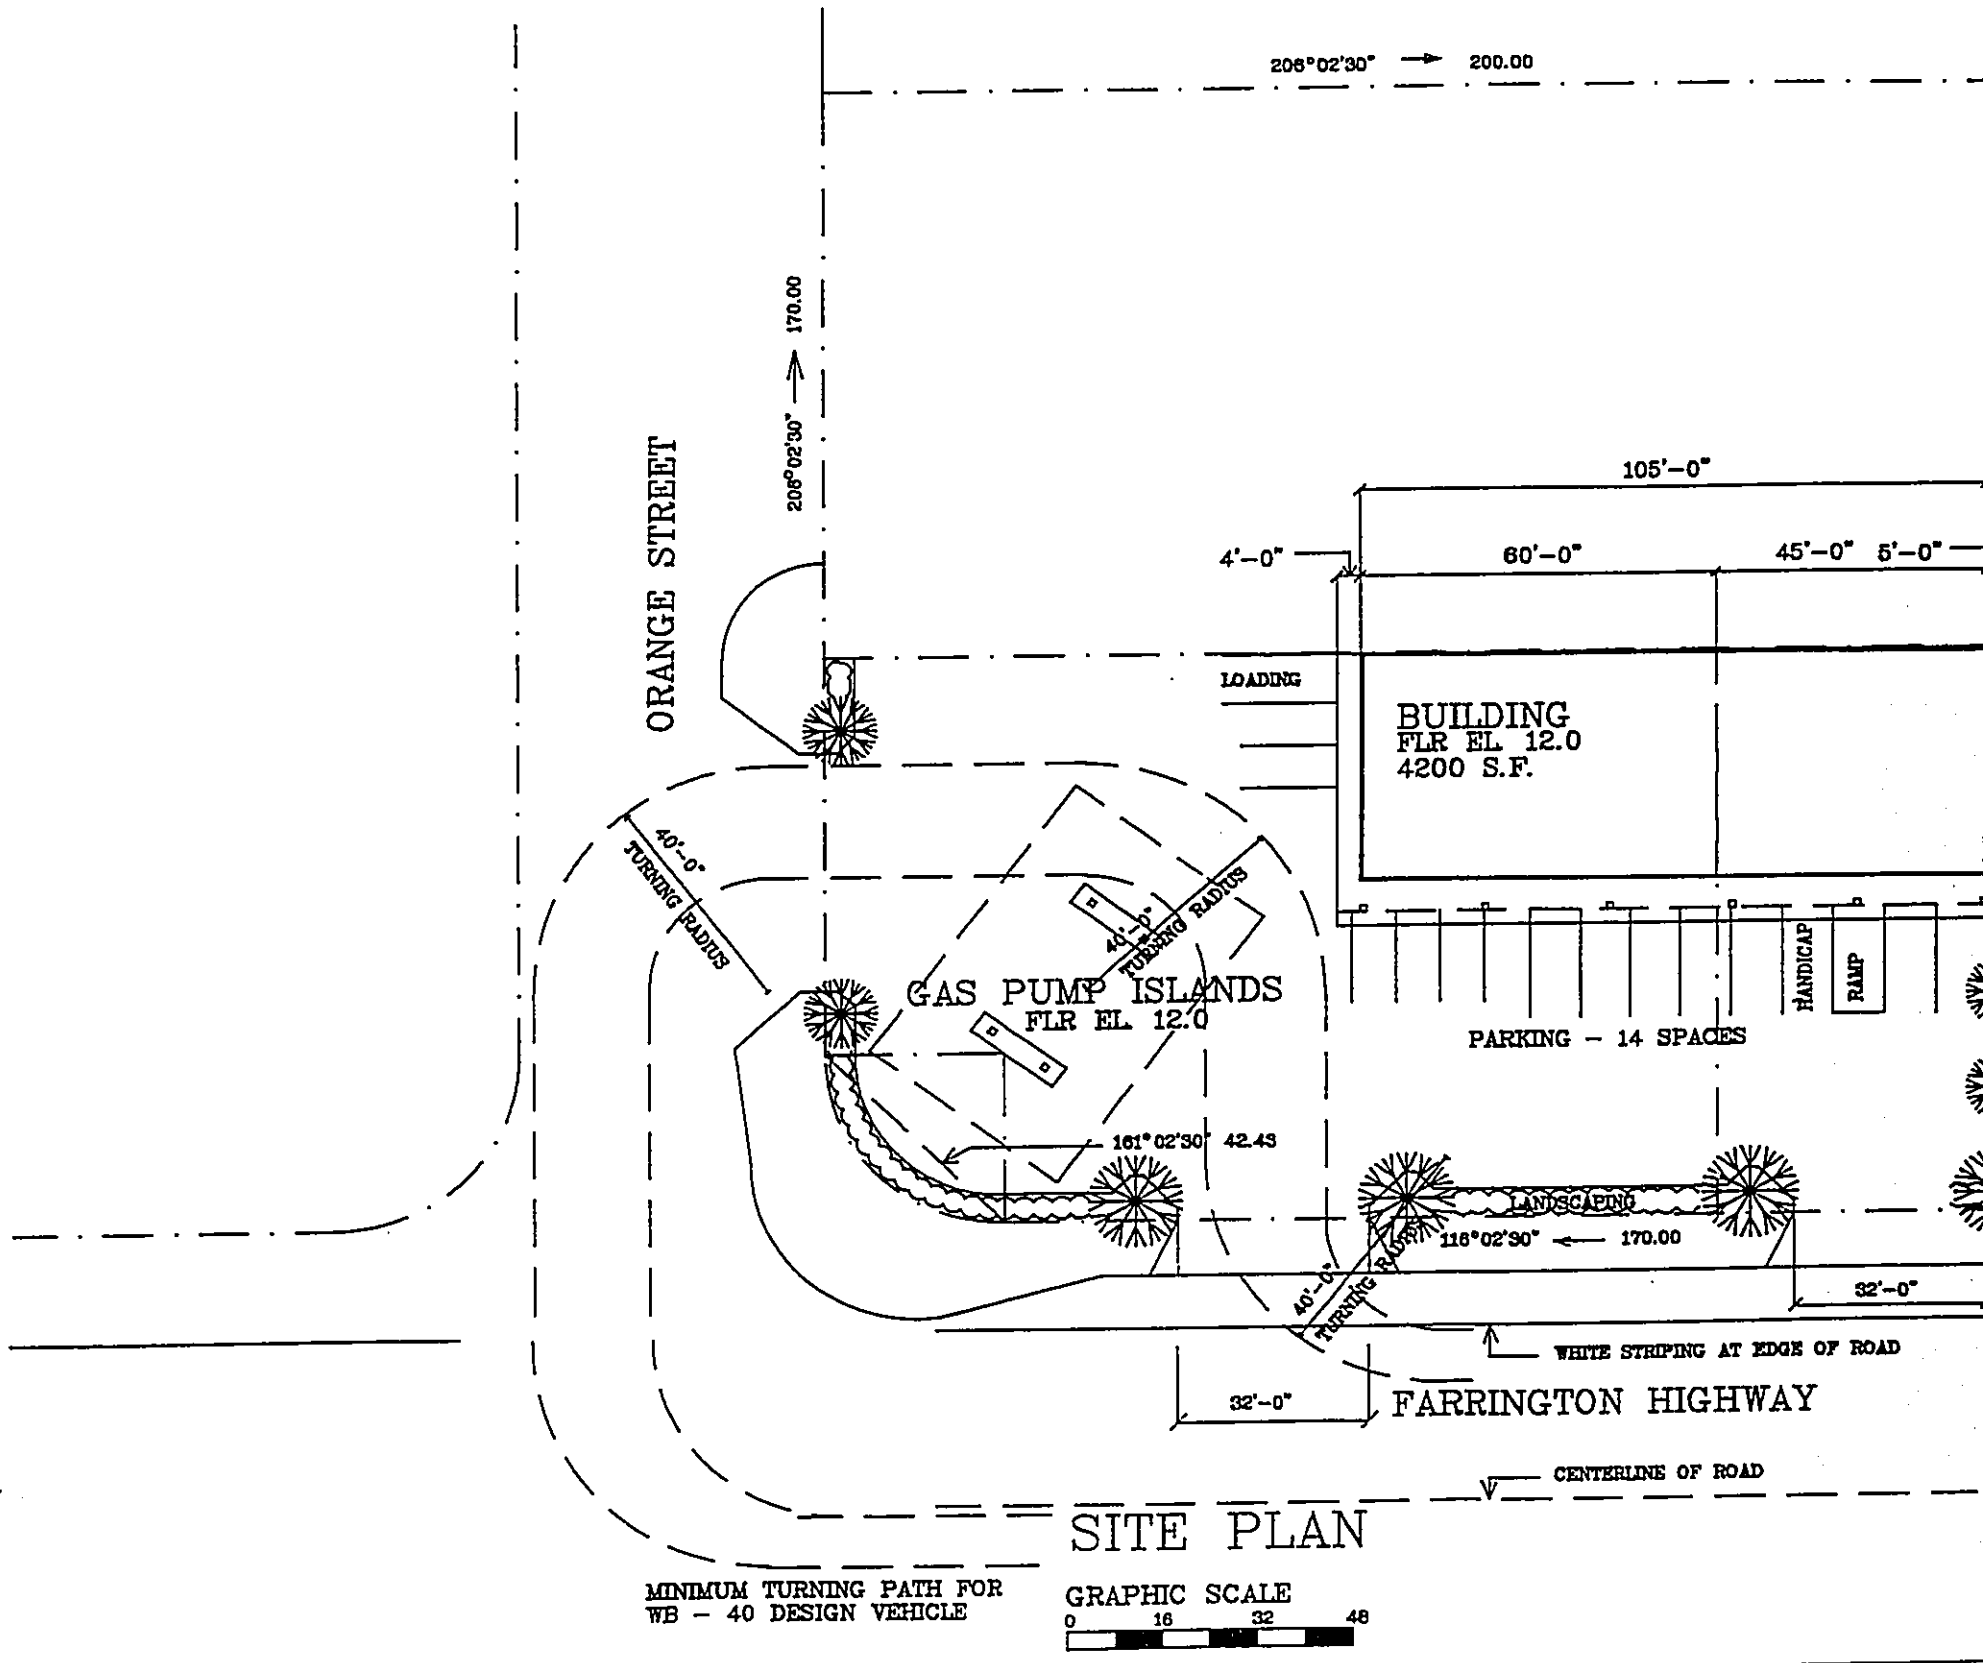 206°02'30" 200.00
206°02'30" 170.00
ORANGE STREET
105'-0"
4'-0" 60'-0" 45'-0" 5'-0"
LOADING
BUILDING
FLR EL 12.0
4200 S.F.
40'-0"
TURNING RADIUS
40'-0"
TURNING RADIUS
GAS PUMP ISLANDS
FLR EL 12.0
HANDICAP
RAMP
PARKING - 14 SPACES
161°02'30" 42.43
LANDSCAPING
116°02'30" 170.00
40'-0"
TURNING
32'-0"
WHITE STRIPING AT EDGE OF ROAD
32'-0"
FARRINGTON HIGHWAY
CENTERLINE OF ROAD
SITE PLAN
MINIMUM TURNING PATH FOR
WB - 40 DESIGN VEHICLE
GRAPHIC SCALE
0 16 32 48